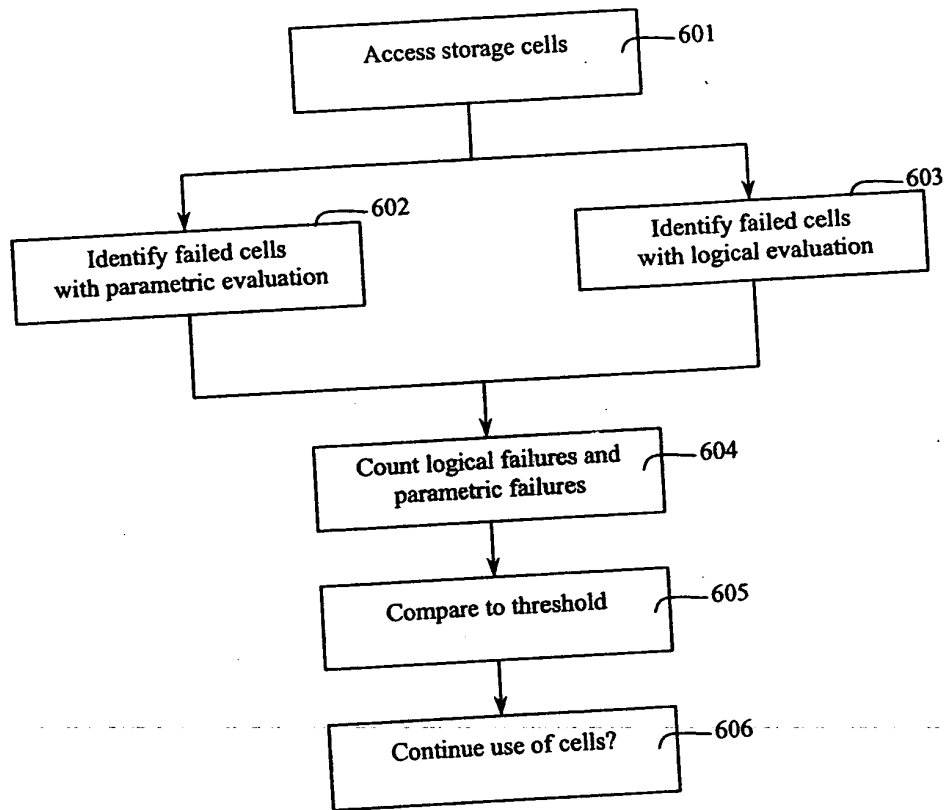 Access storage cells
601
602
Identify failed cells
with parametric evaluation
603
Identify failed cells
with logical evaluation
Count logical failures and
parametric failures
604
Compare to threshold
605
Continue use of cells?
606